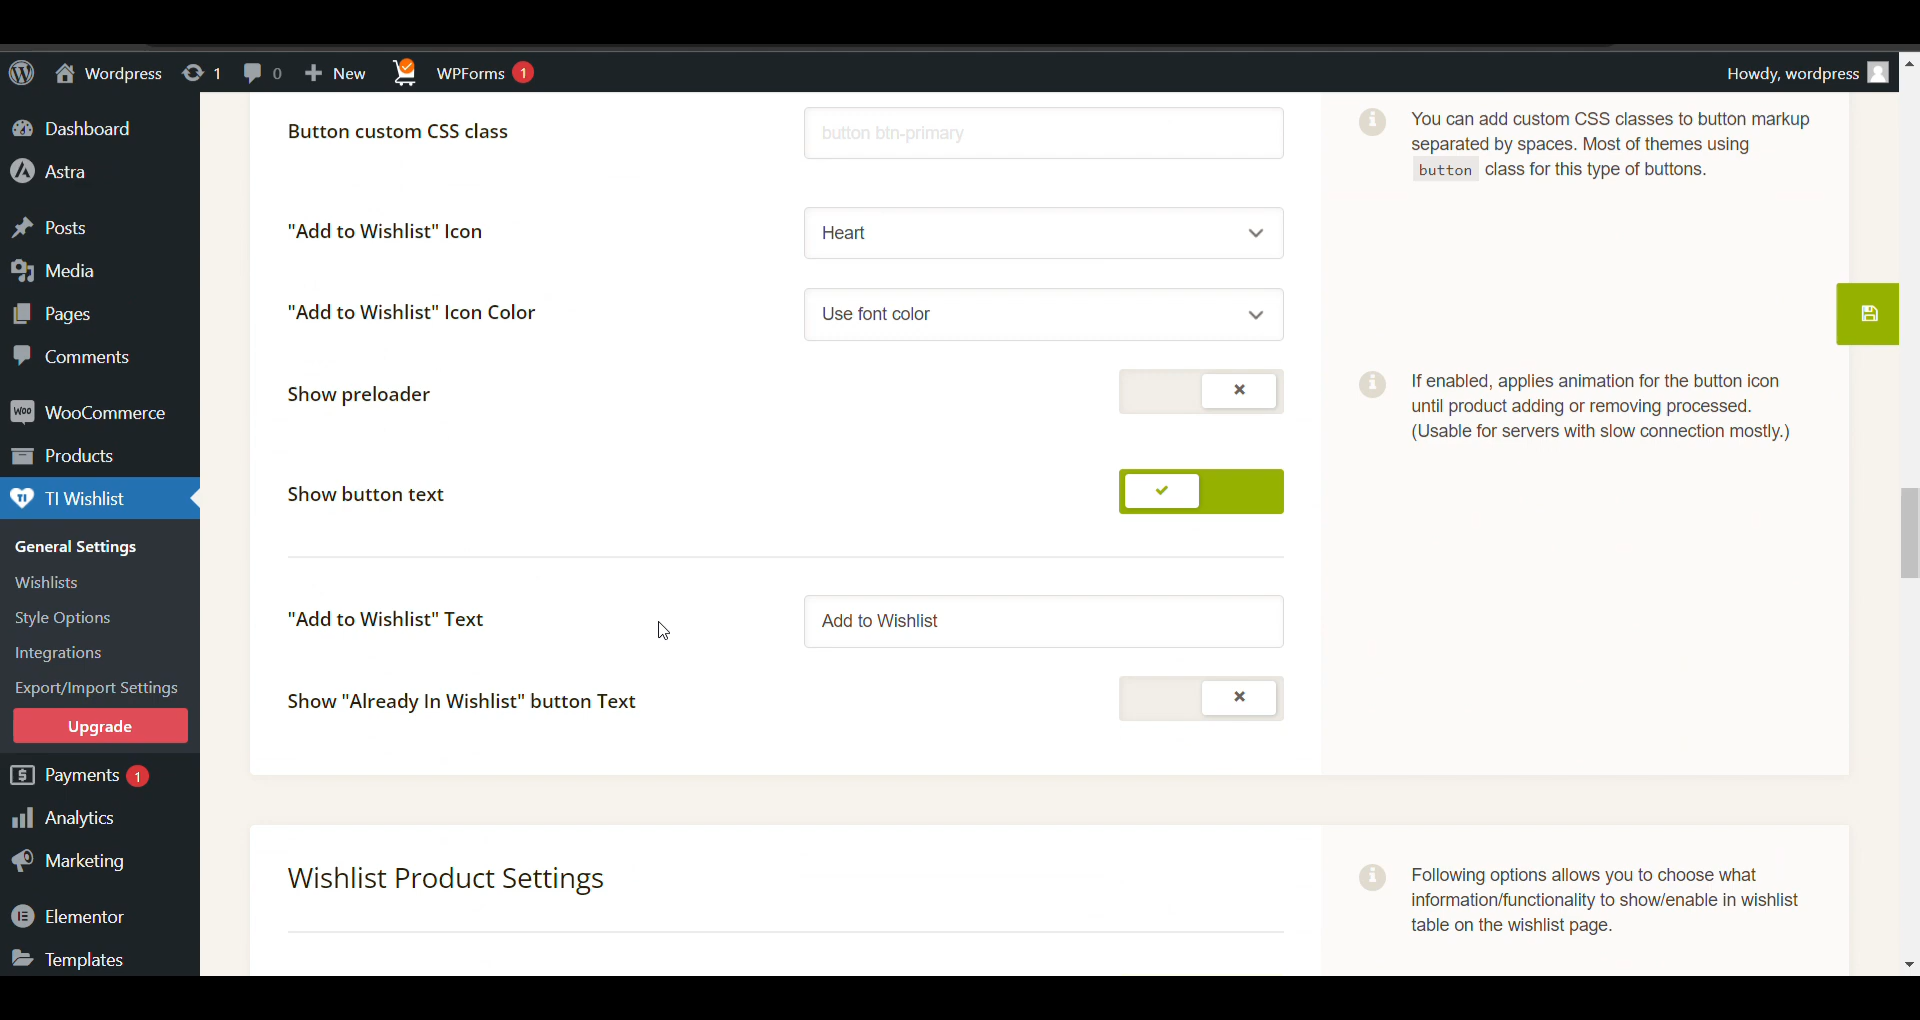 Wordpress
1
0
New
WPForms 1
Howdy, wordpress
Dashboard
Astra
Posts
Media
Pages
Comments
WooCommerce
Products
TI Wishlist
General Settings
Wishlists
Style Options
Integrations
Export/Import Settings
Upgrade
Payments 1
Analytics
Marketing
Elementor
Templates
Button custom CSS class
button btn-primary
You can add custom CSS classes to button markup
separated by spaces. Most of themes using
button class for this type of buttons.
"Add to Wishlist" Icon
Heart
"Add to Wishlist" Icon Color
Use font color
Show preloader
If enabled, applies animation for the button icon
until product adding or removing processed.
(Usable for servers with slow connection mostly.)
Show button text
"Add to Wishlist" Text
Add to Wishlist
Show "Already In Wishlist" button Text
Wishlist Product Settings
Following options allows you to choose what
information/functionality to show/enable in wishlist
table on the wishlist page.